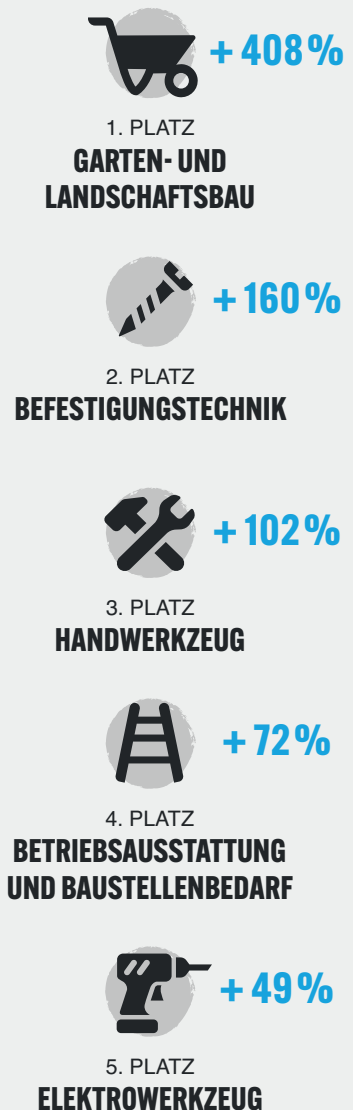 + 408 %
1. PLATZ
GARTEN- UND
LANDSCHAFTSBAU
+ 160 %
2. PLATZ
BEFESTIGUNGSTECHNIK
+ 102 %
3. PLATZ
HANDWERKZEUG
+ 72 %
4. PLATZ
BETRIEBSAUSSTATTUNG
UND BAUSTELLENBEDARF
+ 49 %
5. PLATZ
ELEKTROWERKZEUG